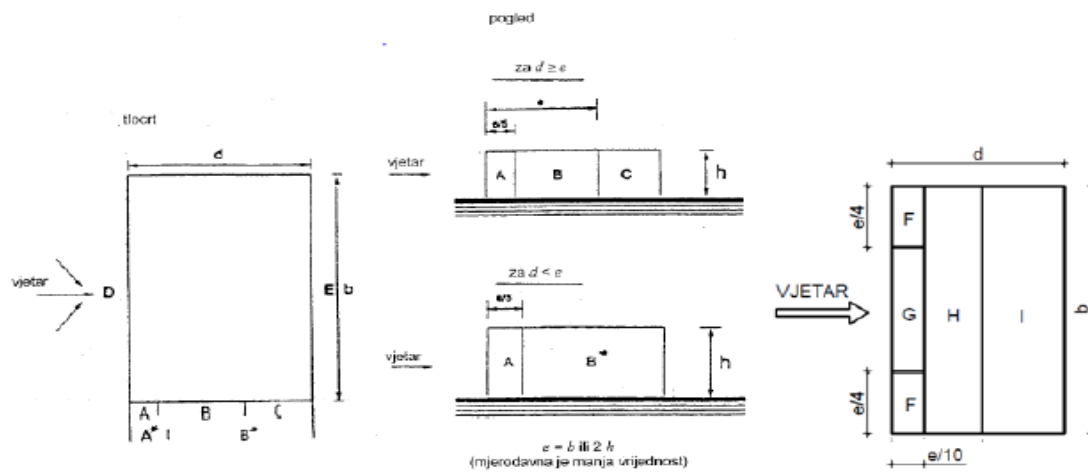 pogled
tlocrt
d
vjetar
D
E
b
A
B
C
A*
B*
za d ≥ e
e
e/5
vjetar
A
B
C
h
za d < e
e/5
vjetar
A
B*
h
e = b ili 2 h
(mjerodavna je manja vrijednost)
d
e/4
F
VJETAR
G
H
I
b
e/4
F
e/10